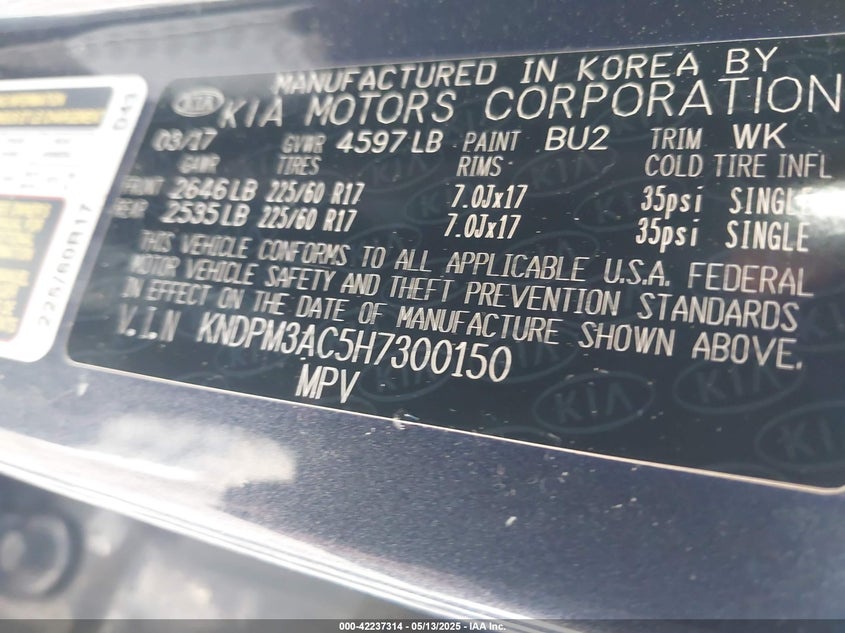 MANUFACTURED IN KOREA BY
KIA KIA MOTORS CORPORATION
03/17 GVWR 4597 LB PAINT BU2 TRIM WK
GAWR TIRES RIMS COLD TIRE INFL
FRONT 2646 LB 225/60 R17 7.0Jx17 35psi SINGLE
REAR 2535 LB 225/60 R17 7.0Jx17 35psi SINGLE
THIS VEHICLE CONFORMS TO ALL APPLICABLE U.S.A. FEDERAL
MOTOR VEHICLE SAFETY AND THEFT PREVENTION STANDARDS
IN EFFECT ON THE DATE OF MANUFACTURE SHOWN ABOVE.
V.I.N KNDPM3AC5H7300150
MPV
225/60R17
000-42237314 - 05/13/2025 - IAA Inc.